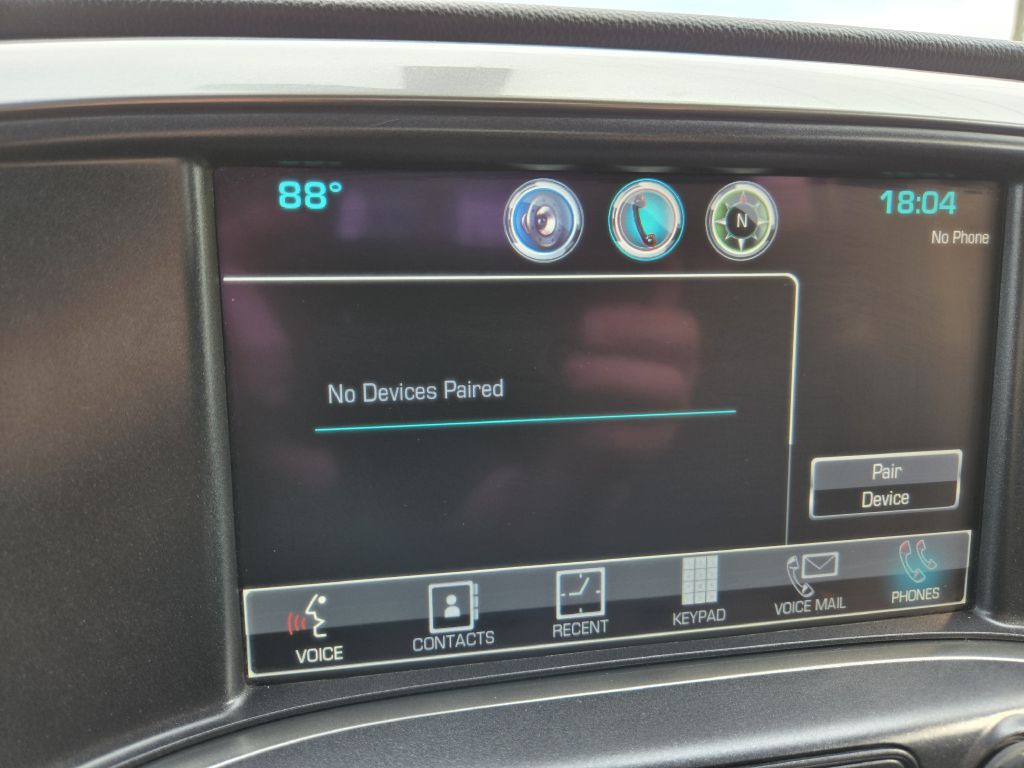 88°
N
18:04
No Phone
No Devices Paired
Pair
Device
VOICE
CONTACTS
RECENT
KEYPAD
VOICE MAIL
PHONES